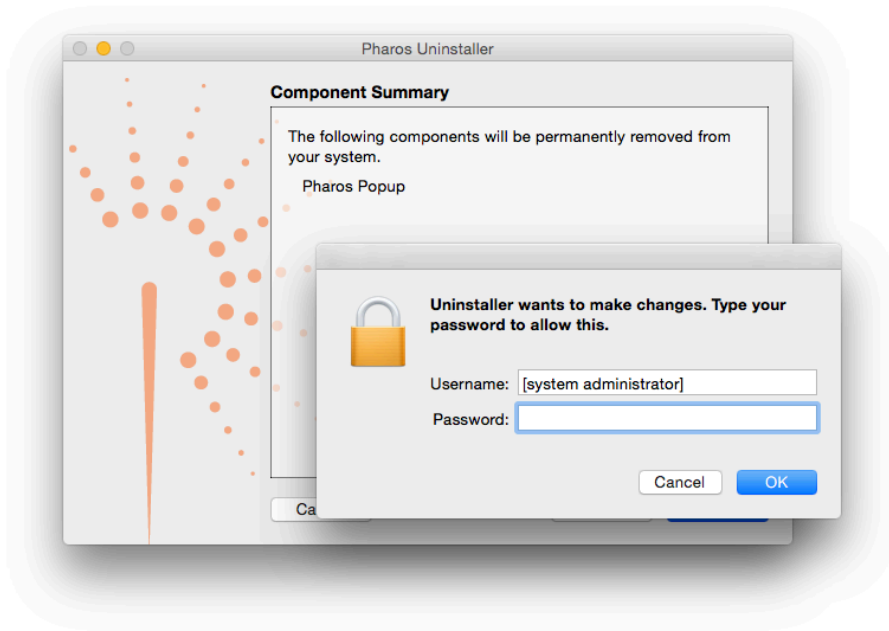 Pharos Uninstaller
Component Summary
The following components will be permanently removed from
your system.
Pharos Popup
Uninstaller wants to make changes. Type your
password to allow this.
Username: [system administrator]
Password:
Cancel OK
Ca